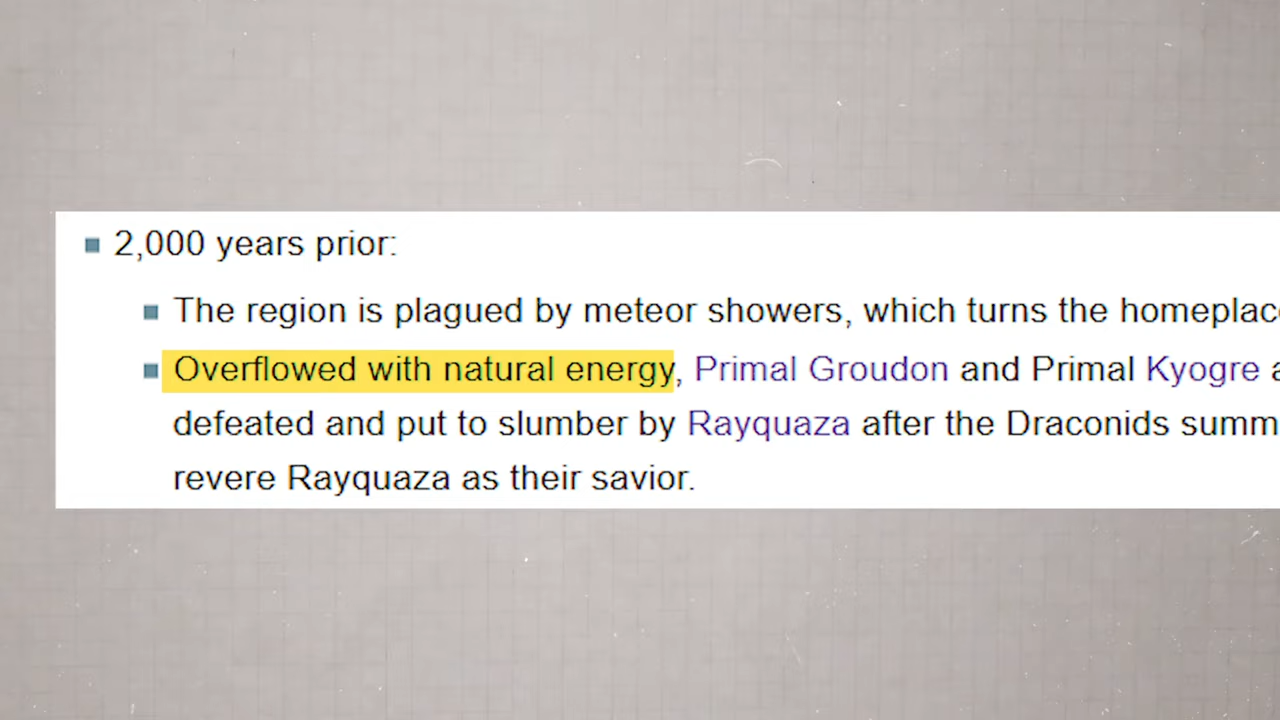 2,000 years prior:
The region is plagued by meteor showers, which turns the homeplac
Overflowed with natural energy, Primal Groudon and Primal Kyogre
defeated and put to slumber by Rayquaza after the Draconids summ
revere Rayquaza as their savior.